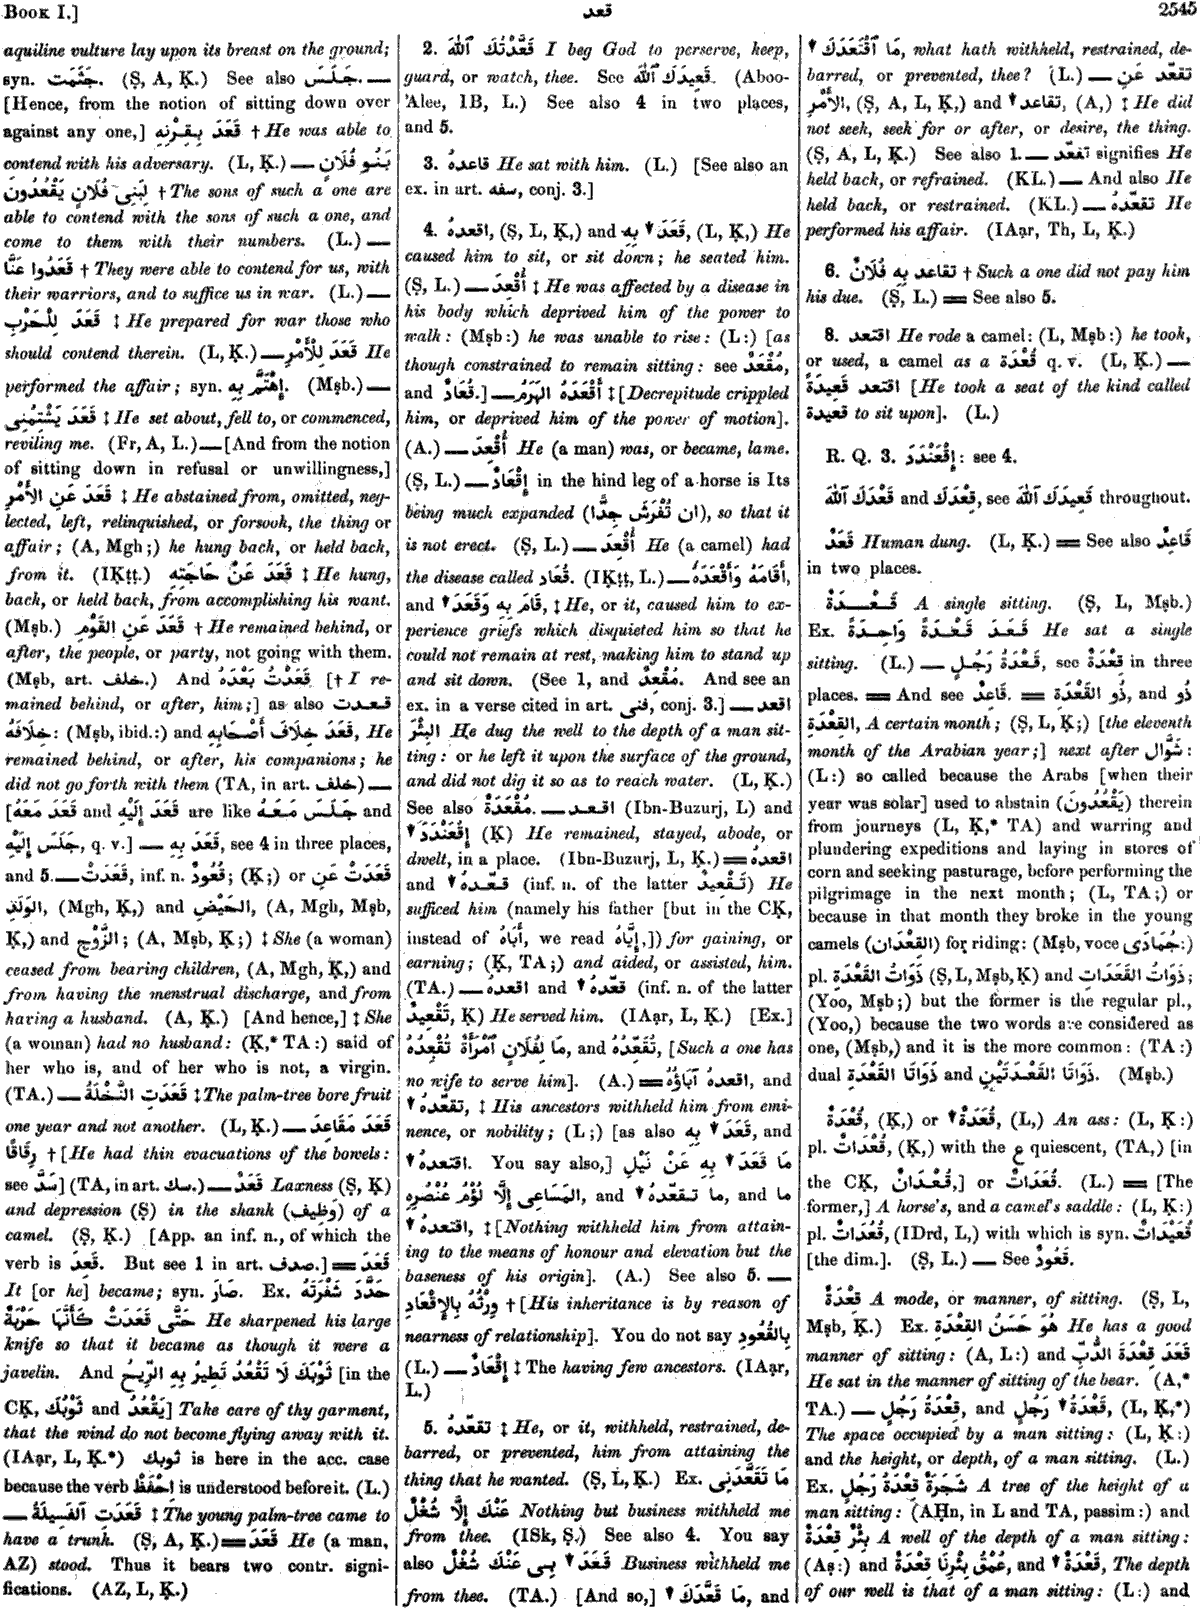 BOOK I.]
قعد
2545
aquiline vulture lay upon its breast on the ground;
syn. جَثَمَت. (Ṣ, A, Ḳ.) See also جَلَسَ.—
[Hence, from the notion of sitting down over
against any one,] قَعَدَ بِقِرْنِهِ † He was able to
contend with his adversary. (L, Ḳ.) — بَنُو فُلَانٍ
يَقْعُدُونَ لِبَنِى فُلَانٍ † The sons of such a one are
able to contend with the sons of such a one, and
come to them with their numbers. (L.) —
قَعَدُوا عَنَّا † They were able to contend for us, with
their warriors, and to suffice us in war. (L.) —
قَعَدَ لِلْحَرْبِ ‡ He prepared for war those who
should contend therein. (L, Ḳ.) — قَعَدَ لِلْأَمْرِ He
performed the affair; syn. اِهْتَمَّ بِهِ. (Mṣb.) —
قَعَدَ يَشْتِمُنِى ‡ He set about, fell to, or commenced,
reviling me. (Fr, A, L.) — [And from the notion
of sitting down in refusal or unwillingness,]
قَعَدَ عَنِ الأَمْرِ ‡ He abstained from, omitted, neg-
lected, left, relinquished, or forsook, the thing or
affair; (A, Mgh;) he hung back, or held back,
from it. (IḲṭṭ.) قَعَدَ عَنْ حَاجَتِهِ ‡ He hung,
back, or held back, from accomplishing his want.
(Mṣb.) قَعَدَ عَنِ القَوْمِ † He remained behind, or
after, the people, or party, not going with them.
(Mṣb, art. خلف.) And قَعَدْتُ بَعْدَهُ [† I re-
mained behind, or after, him;] as also قعدت
خِلَافَهُ: (Mṣb, ibid.:) and قَعَدَ خِلَافَ أَصْحَابِهِ, He
remained behind, or after, his companions; he
did not go forth with them (TA, in art. خلف.) —
[قَعَدَ مَعَهُ and قَعَدَ إِلَيْهِ are like جَلَسَ مَعَهُ and
جَلَسَ إِلَيْهِ, q. v.] — قَعَدَ بِهِ, see 4 in three places,
and 5. — قَعَدَتْ, inf. n. قُعُودٌ; (Ḳ;) or قَعَدَتْ عَنِ
الوَلَدِ, (Mgh, Ḳ,) and الحَيْضِ, (A, Mgh, Mṣb,
Ḳ,) and الزَّوْجِ; (A, Mṣb, Ḳ;) ‡ She (a woman)
ceased from bearing children, (A, Mgh, Ḳ,) and
from having the menstrual discharge, and from
having a husband. (A, Ḳ.) [And hence,] ‡ She
(a woman) had no husband: (Ḳ,* TA:) said of
her who is, and of her who is not, a virgin.
(TA.) — قَعَدَتِ النَّخْلَةُ ‡ The palm-tree bore fruit
one year and not another. (L, Ḳ.) — قَعَدَ مَقَاعِدَ
رِقَاقًا † [He had thin evacuations of the bowels:
see سَدَّ] (TA, in art. سك.) — قَعَدٌ Laxness (Ṣ, Ḳ)
and depression (Ṣ) in the shank (وَظِيف) of a
camel. (Ṣ, Ḳ.) [App. an inf. n., of which the
verb is قَعِدَ. But see 1 in art. صدف.] = قَعَدَ
It [or he] became; syn. صَارَ. Ex. حَدَّدَ شَفْرَتَهُ
حَتَّى قَعَدَتْ كَأَنَّهَا حَرْبَةٌ He sharpened his large
knife so that it became as though it were a
javelin. And ثَوْبَكَ لَا تَقْعُدُ تَطِيرُ بِهِ الرِّيحُ [in the
CḲ, ثَوْبُكَ and يَقْعُدُ] Take care of thy garment,
that the wind do not become flying away with it.
(IAạr, L, Ḳ.*) ثوبك is here in the acc. case
because the verb اِحْفَظْ is understood before it. (L.)
— قَعَدَتِ الفَسِيلَةُ ‡ The young palm-tree came to
have a trunk. (Ṣ, A, Ḳ.) = قَعَدَ He (a man,
AZ) stood. Thus it bears two contr. signi-
fications. (AZ, L, Ḳ.)
2. قَعَّدْتُكَ ٱللّٰهَ I beg God to perserve, keep,
guard, or watch, thee. See قَعِيدَكَ ٱللّٰهَ. (Aboo-
'Alee, IB, L.) See also 4 in two places,
and 5.
3. قاعدهُ He sat with him. (L.) [See also an
ex. in art. سفه, conj. 3.]
4. اقعدهُ, (Ṣ, L, Ḳ,) and قَعَدَ▼ بِهِ, (L, Ḳ,) He
caused him to sit, or sit down; he seated him.
(Ṣ, L.) — أُقْعِدَ ‡ He was affected by a disease in
his body which deprived him of the power to
walk: (Mṣb:) he was unable to rise: (L:) [as
though constrained to remain sitting: see مُقْعَدٌ,
and قُعَادٌ.] — أَقْعَدَهُ الهَرَمُ ‡ [Decrepitude crippled
him, or deprived him of the power of motion].
(A.) — أُقْعِدَ He (a man) was, or became, lame.
(Ṣ, L.) — إِقْعَادٌ in the hind leg of a horse is Its
being much expanded (ان تُفْرَشَ جِدًّا), so that it
is not erect. (Ṣ, L.) — أُقْعِدَ He (a camel) had
the disease called قُعَاد. (IḲṭṭ, L.) — أَقَامَهُ وَأَقْعَدَهُ,
and قَامَ بِهِ وَقَعَدَ▼, ‡ He, or it, caused him to ex-
perience griefs which disquieted him so that he
could not remain at rest, making him to stand up
and sit down. (See 1, and مُقْعِدٌ. And see an
ex. in a verse cited in art. فنى, conj. 3.] — اقعد
البِئْرَ He dug the well to the depth of a man sit-
ting: or he left it upon the surface of the ground,
and did not dig it so as to reach water. (L, Ḳ.)
See also مُقْعَدَةٌ. — اقعد (Ibn-Buzurj, L) and
اِقْعَنْدَدَ▼ (Ḳ) He remained, stayed, abode, or
dwelt, in a place. (Ibn-Buzurj, L, Ḳ.) = اقعدهُ
and قعّدهُ▼ (inf. n. of the latter تَقْعِيدٌ) He
sufficed him (namely his father [but in the CḲ,
instead of أَبَاهُ, we read إِيَّاهُ,]) for gaining, or
earning; (Ḳ, TA;) and aided, or assisted, him.
(TA.) — اقعدهُ and قعّدهُ▼ (inf. n. of the latter
تَقْعِيدٌ, Ḳ) He served him. (IAạr, L, Ḳ.) [Ex.]
مَا لِفُلَانٍ ٱمْرَأَةٌ تُقْعِدُهُ, and تُقَعِّدُهُ, [Such a one has
no wife to serve him]. (A.) = اقعدهُ آبَاؤُهُ, and
تقعّدهُ▼, ‡ His ancestors withheld him from emi-
nence, or nobility; (L;) [as also قَعَدَ▼ بِهِ, and
اقتعدهُ▼. You say also,] مَا قَعَدَ▼ بِهِ عَنْ نَيْلِ
المَسَاعِى إِلَّا لُؤْمُ عُنْصُرِهِ, and ما تقعّدهُ▼, and ما
اقتعدهُ▼, ‡ [Nothing withheld him from attain-
ing to the means of honour and elevation but the
baseness of his origin]. (A.) See also 5. —
وَرِثْتُهُ بِالإِقْعَادِ † [His inheritance is by reason of
nearness of relationship]. You do not say بِالقُعُودِ
(L.) — إِقْعَادٌ ‡ The having few ancestors. (IAạr,
L.)
5. تقعّدهُ ‡ He, or it, withheld, restrained, de-
barred, or prevented, him from attaining the
thing that he wanted. (Ṣ, L, Ḳ.) Ex. مَا تَقَعَّدَنِى
عَنْكَ إِلَّا شُغْلٌ Nothing but business withheld me
from thee. (ISk, Ṣ.) See also 4. You say
also قَعَدَ▼ بِى عَنْكَ شُغْلٌ Business withheld me
from thee. (TA.) [And so,] مَا قَعَّدَكَ▼, and
مَا ٱقْتَعَدَكَ▼, what hath withheld, restrained, de-
barred, or prevented, thee? (L.) — تقعّد عَنِ
الأَمْرِ, (Ṣ, A, L, Ḳ,) and تقاعد▼, (A,) ‡ He did
not seek, seek for or after, or desire, the thing.
(Ṣ, A, L, Ḳ.) See also 1. — تقعّد signifies He
held back, or refrained. (KL.) — And also He
held back, or restrained. (KL.) — تقعّدهُ He
performed his affair. (IAạr, Th, L, Ḳ.)
6. تقاعد بِهِ فُلَانٌ † Such a one did not pay him
his due. (Ṣ, L.) = See also 5.
8. اقتعد He rode a camel: (L, Mṣb:) he took,
or used, a camel as a قُعْدَة q. v. (L, Ḳ.) —
اقتعد قَعِيدَةً [He took a seat of the kind called
قعيدة to sit upon]. (L.)
R. Q. 3. اِقْعَنْدَدَ: see 4.
قَعْدَكَ ٱللّٰهَ and قِعْدَكَ, see قَعِيدَكَ ٱللّٰهَ throughout.
قَعَدٌ Human dung. (L, Ḳ.) = See also قَاعِدٌ
in two places.
قَعْدَةٌ A single sitting. (Ṣ, L, Mṣb.)
Ex. قَعَدَ قَعْدَةً وَاحِدَةً He sat a single
sitting. (L.) — قَعْدَةُ رَجُلٍ, see قِعْدَةٌ in three
places. = And see قَاعِدٌ. = ذُو القَعْدَةِ, and ذُو
القِعْدَةِ, A certain month; (Ṣ, L, Ḳ;) [the eleventh
month of the Arabian year;] next after شَوَّال:
(L:) so called because the Arabs [when their
year was solar] used to abstain (يَقْعُدُونَ) therein
from journeys (L, Ḳ,* TA) and warring and
plundering expeditions and laying in stores of
corn and seeking pasturage, before performing the
pilgrimage in the next month; (L, TA;) or
because in that month they broke in the young
camels (القِعْدَان) for riding: (Mṣb, voce جُمَادَى:)
pl. ذَوَاتُ القَعْدَةِ (Ṣ, L, Mṣb, Ḳ) and ذَوَاتُ القَعَدَاتِ;
(Yoo, Mṣb;) but the former is the regular pl.,
(Yoo,) because the two words are considered as
one, (Mṣb,) and it is the more common: (TA:)
dual ذَوَاتَا القَعْدَةِ and ذَوَاتَا القَعْدَتَيْنِ. (Mṣb.)
قُعْدَةٌ, (Ḳ,) or قُعَدَةٌ▼, (L,) An ass: (L, Ḳ:)
pl. قُعْدَاتٌ, (Ḳ,) with the ع quiescent, (TA,) [in
the CḲ, قُعْدَانٌ,] or قُعَدَاتٌ. (L.) = [The
former,] A horse's, and a camel's saddle: (L, Ḳ:)
pl. قُعَدَاتٌ, (IDrd, L,) with which is syn. قُعَيْدَاتٌ
[the dim.]. (Ṣ, L.) — See قَعُودٌ.
قِعْدَةٌ A mode, or manner, of sitting. (Ṣ, L,
Mṣb, Ḳ.) Ex. هُوَ حَسَنُ القِعْدَةِ He has a good
manner of sitting: (A, L:) and قَعَدَ قِعْدَةَ الدُّبِّ
He sat in the manner of sitting of the bear. (A,*
TA.) — قِعْدَةُ رَجُلٍ, and قَعْدَةُ▼ رَجُلٍ, (L, Ḳ,*)
The space occupied by a man sitting: (L, Ḳ:)
and the height, or depth, of a man sitting. (L.)
Ex. شَجَرَةٌ قِعْدَةُ رَجُلٍ A tree of the height of a
man sitting: (AḤn, in L and TA, passim:) and
بِئْرٌ قِعْدَةٌ A well of the depth of a man sitting:
(Aṣ:) and عُمْقُ بِئْرِنَا قِعْدَةٌ, and قَعْدَةٌ▼, The depth
of our well is that of a man sitting: (L:) and